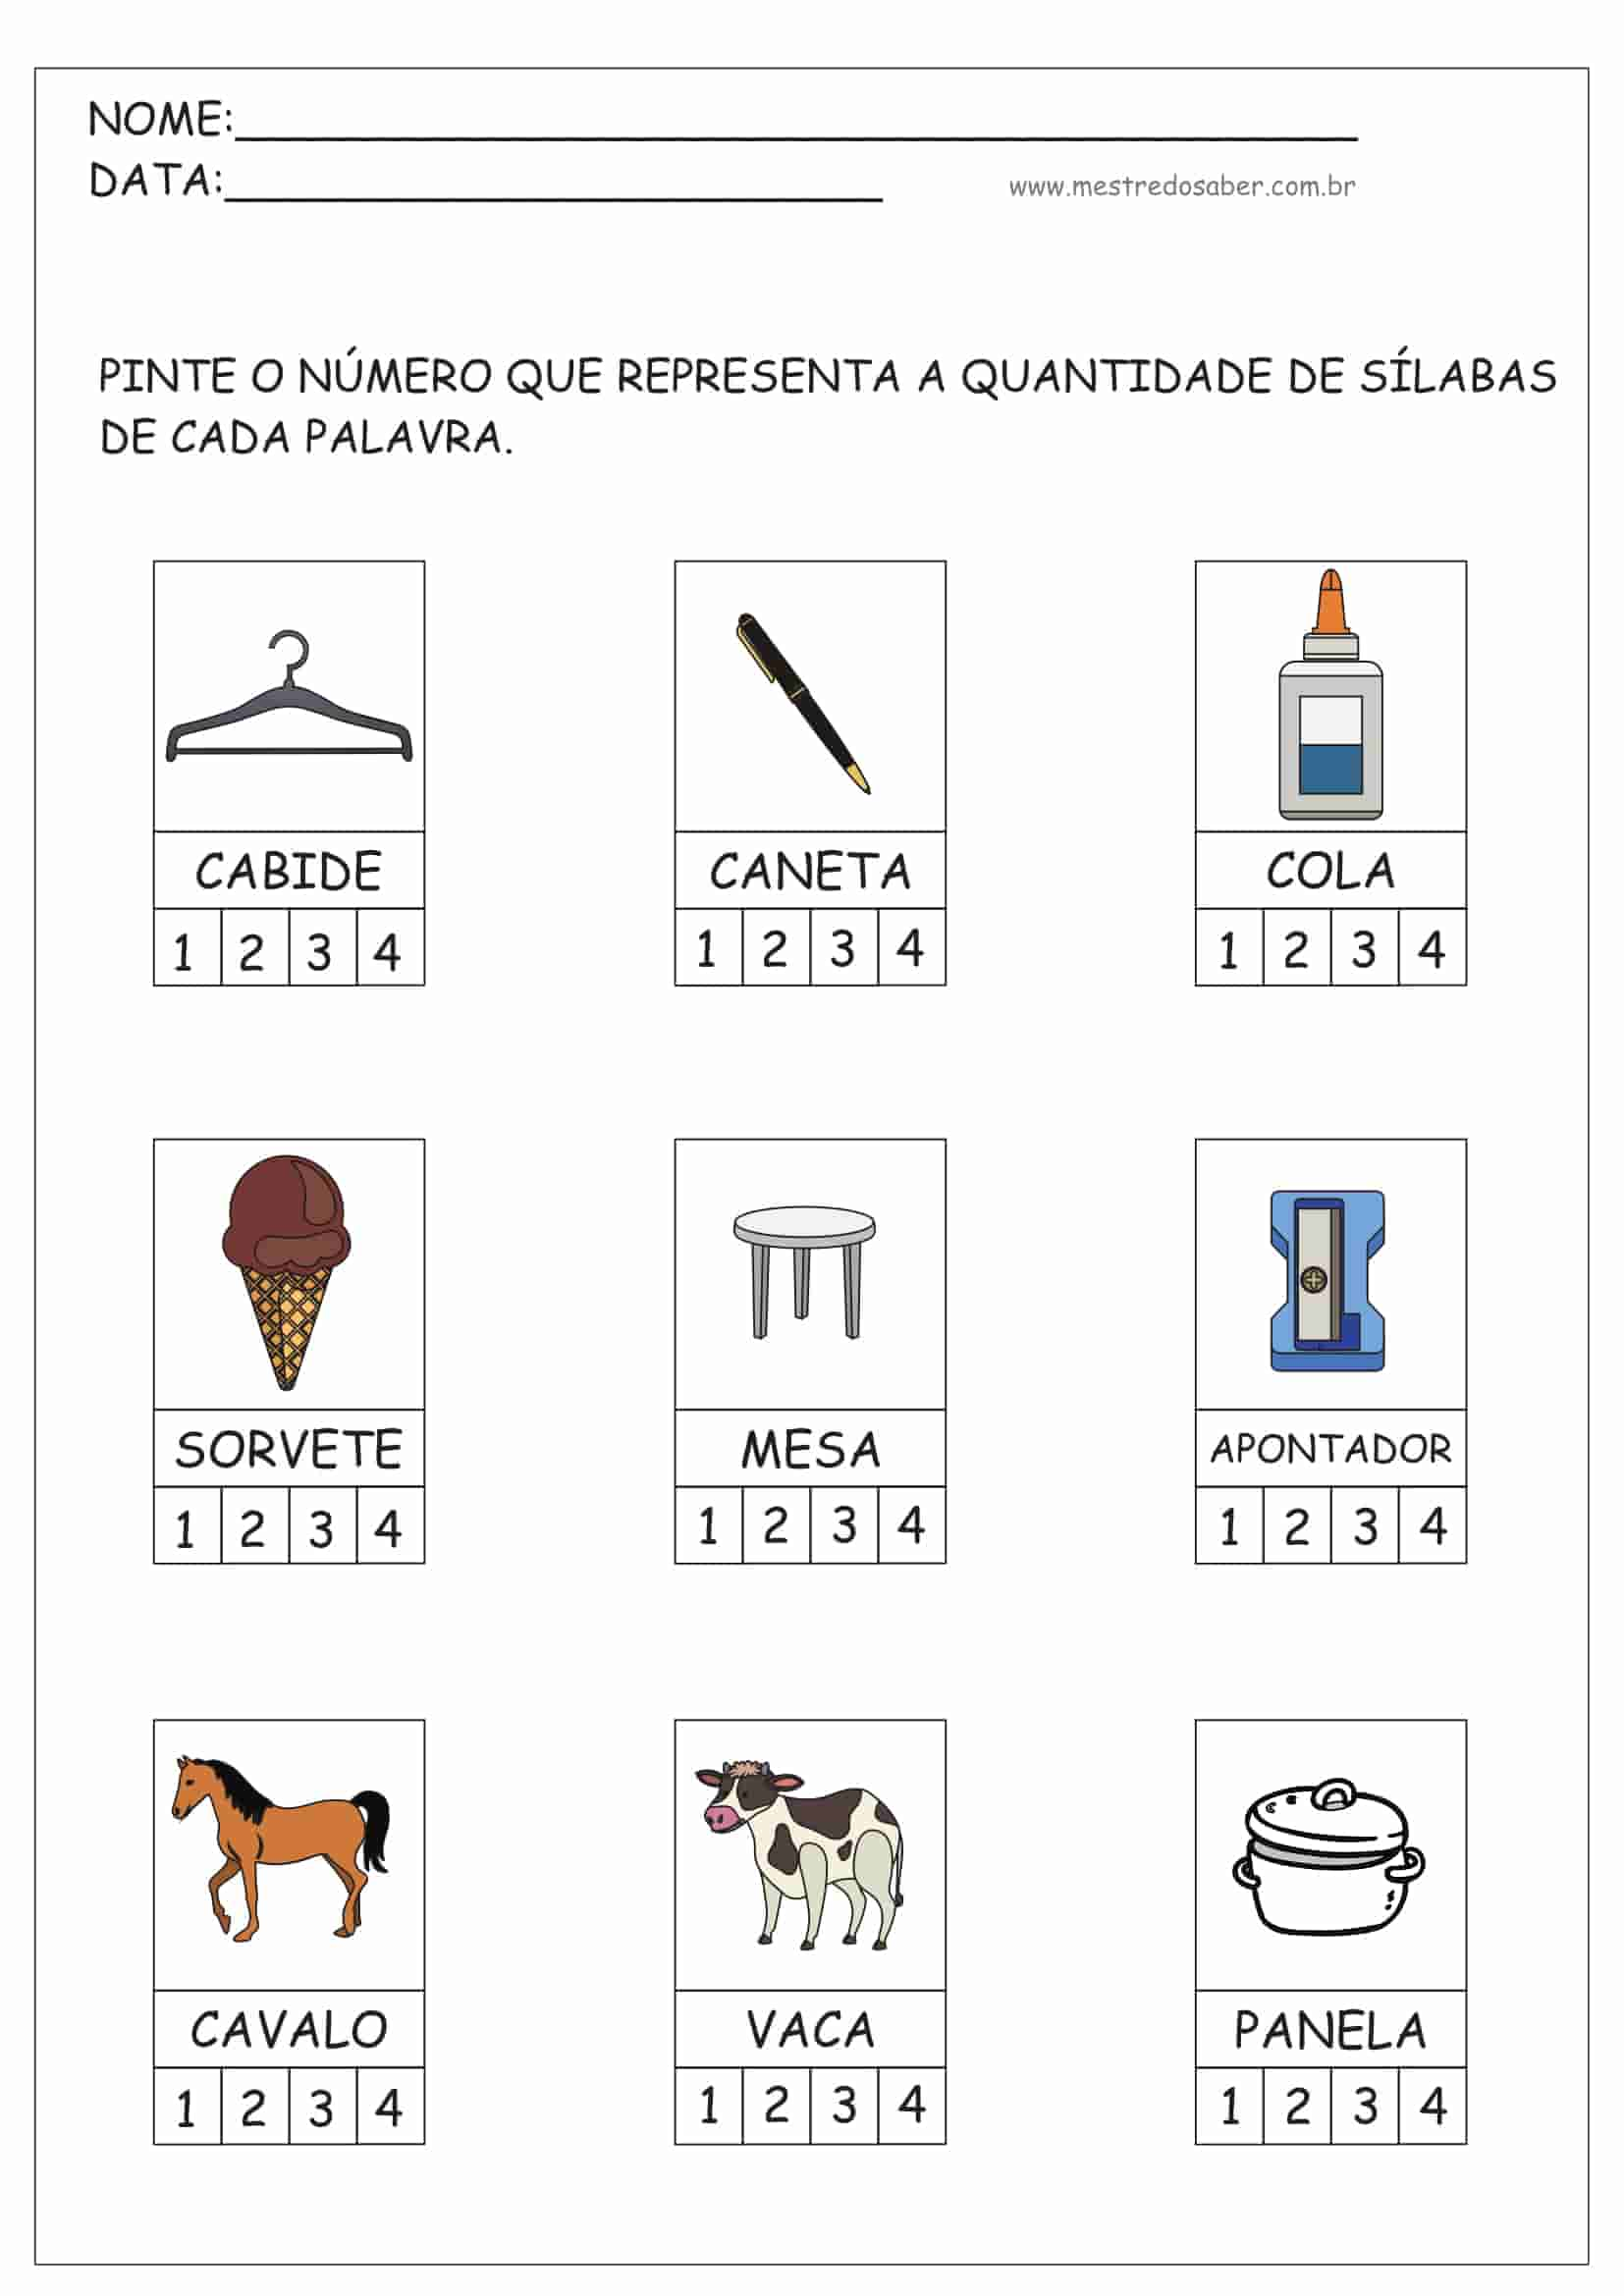 NOME:
DATA:
www.mestredosaber.com.br
PINTE O NÚMERO QUE REPRESENTA A QUANTIDADE DE SÍLABAS
DE CADA PALAVRA.
CABIDE
1 2 3 4
CANETA
1 2 3 4
COLA
1 2 3 4
SORVETE
1 2 3 4
MESA
1 2 3 4
APONTADOR
1 2 3 4
CAVALO
1 2 3 4
VACA
1 2 3 4
PANELA
1 2 3 4